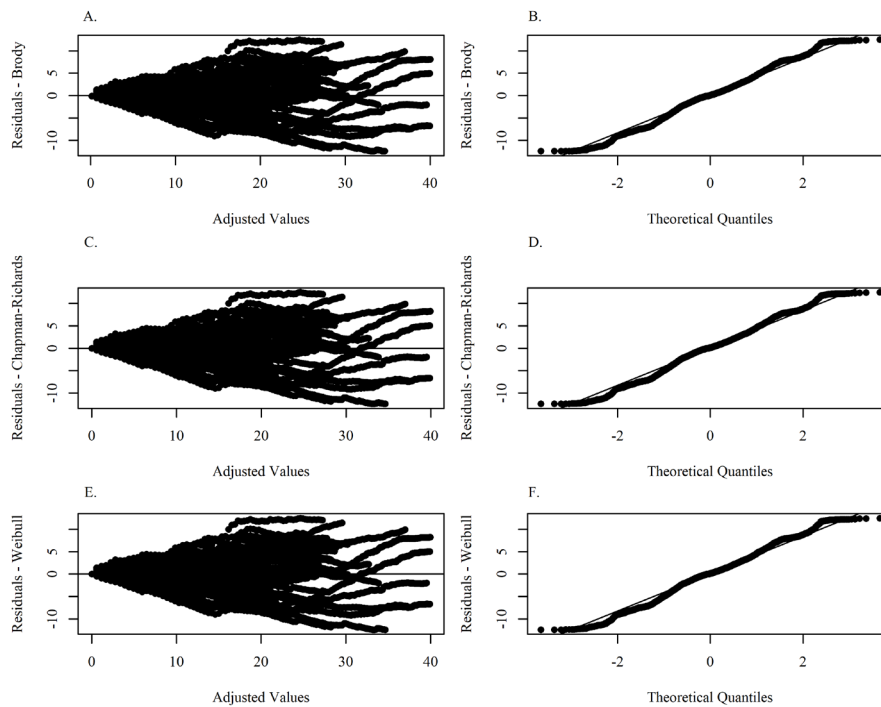 A.
B.
Residuals - Brody
5
0
-10
0 10 20 30 40
Adjusted Values
Residuals - Brody
5
0
-10
-2 0 2
Theoretical Quantiles
C.
D.
Residuals - Chapman-Richards
5
0
-10
0 10 20 30 40
Adjusted Values
Residuals - Chapman-Richards
5
0
-10
-2 0 2
Theoretical Quantiles
E.
F.
Residuals - Weibull
5
0
-10
0 10 20 30 40
Adjusted Values
Residuals - Weibull
5
0
-10
-2 0 2
Theoretical Quantiles